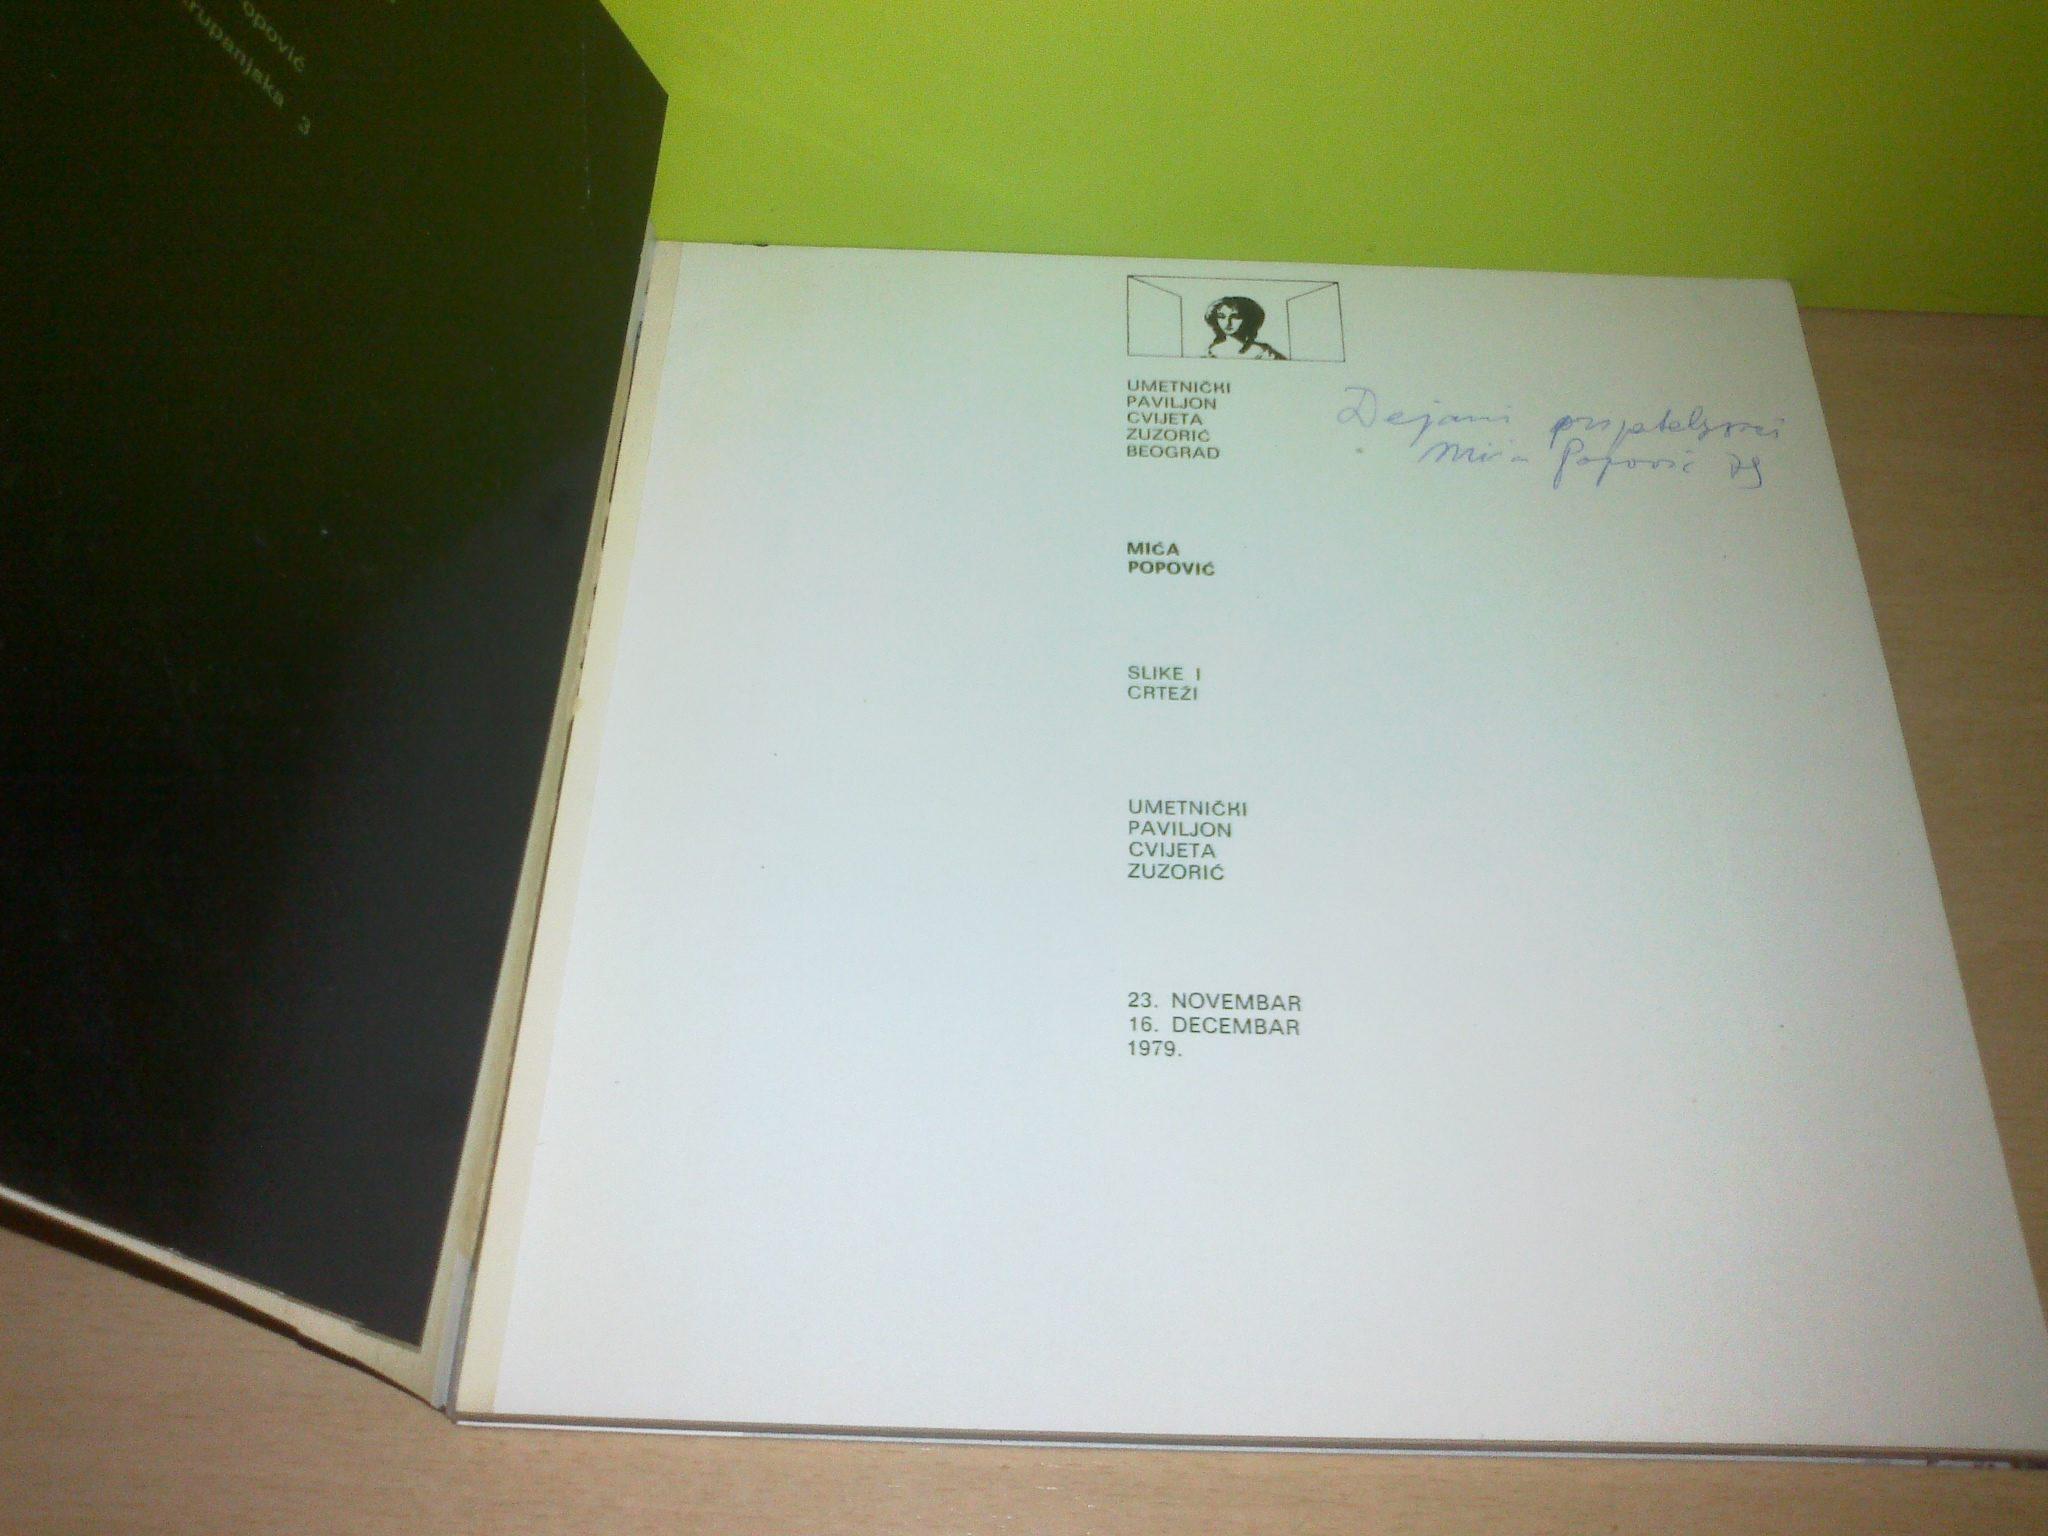 opović
rupanjska 3
UMETNIČKI
PAVILJON
CVIJETA
ZUZORIĆ
BEOGRAD
Dejani prijateljski
Mića Popović 79
MIĆA
POPOVIĆ
SLIKE I
CRTEŽI
UMETNIČKI
PAVILJON
CVIJETA
ZUZORIĆ
23. NOVEMBAR
16. DECEMBAR
1979.